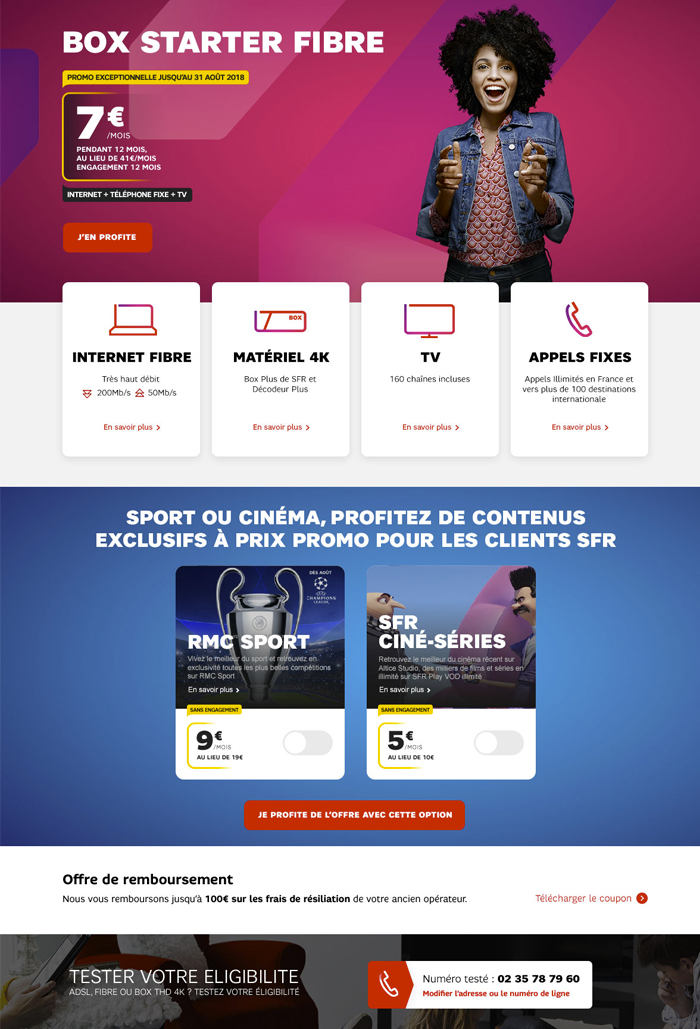 BOX STARTER FIBRE
PROMO EXCEPTIONNELLE JUSQU'AU 31 AOÛT 2018
7€
/MOIS
PENDANT 12 MOIS,
AU LIEU DE 41€/MOIS
ENGAGEMENT 12 MOIS
INTERNET + TÉLÉPHONE FIXE + TV
J'EN PROFITE
INTERNET FIBRE
Très haut débit
200Mb/s 50Mb/s
En savoir plus >
BOX
MATÉRIEL 4K
Box Plus de SFR et
Décodeur Plus
En savoir plus >
TV
160 chaînes incluses
En savoir plus >
APPELS FIXES
Appels Illimités en France et
vers plus de 100 destinations
internationale
En savoir plus >
SPORT OU CINÉMA, PROFITEZ DE CONTENUS
EXCLUSIFS À PRIX PROMO POUR LES CLIENTS SFR
DÈS AOÛT
CHAMPIONS
LEAGUE
RMC SPORT
Vivez le meilleur du sport et retrouvez en
exclusivité toutes les plus belles compétitions
sur RMC Sport
En savoir plus >
SANS ENGAGEMENT
9€
/MOIS
AU LIEU DE 19€
SFR
CINÉ-SÉRIES
Retrouvez le meilleur du cinéma récent sur
Altice Studio, des milliers de films et séries en
illimité sur SFR Play VOD illimité
En savoir plus >
SANS ENGAGEMENT
5€
/MOIS
AU LIEU DE 10€
JE PROFITE DE L'OFFRE AVEC CETTE OPTION
Offre de remboursement
Nous vous remboursons jusqu'à 100€ sur les frais de résiliation de votre ancien opérateur.
Télécharger le coupon >
TESTER VOTRE ELIGIBILITE
ADSL, FIBRE OU BOX THD 4K ? TESTEZ VOTRE ÉLIGIBILITÉ
Numéro testé : 02 35 78 79 60
Modifier l'adresse ou le numéro de ligne